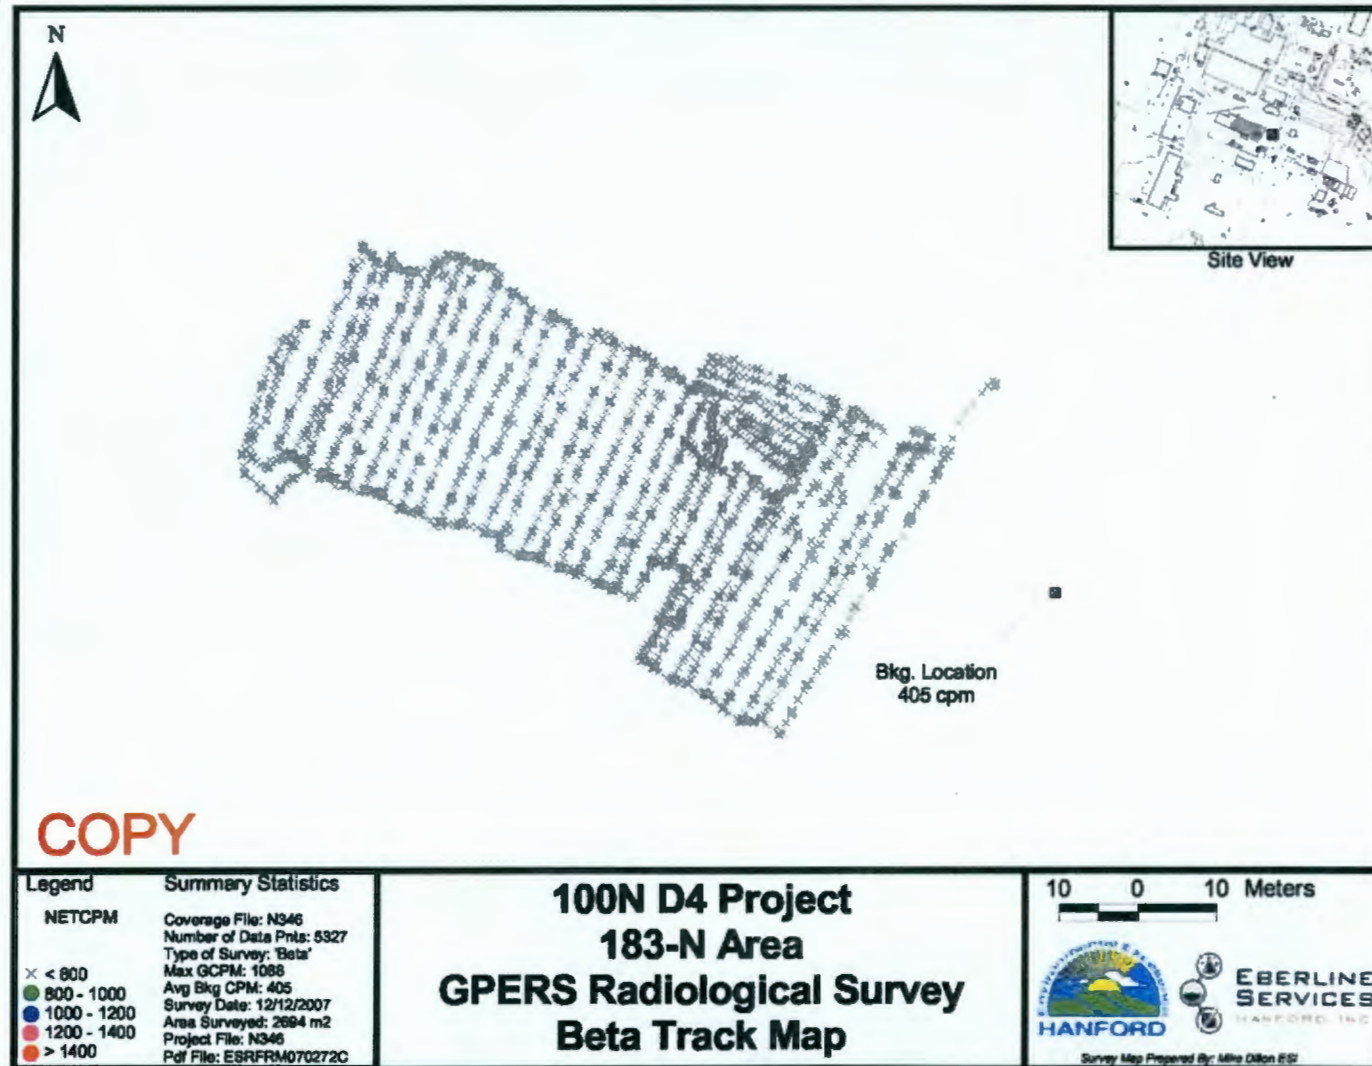 N
Site View
Bkg. Location
405 cpm
COPY
Legend
NETCPM
× < 800
800 - 1000
1000 - 1200
1200 - 1400
> 1400
Summary Statistics
Coverage File: N346
Number of Data Pnts: 5327
Type of Survey: 'Beta'
Max GCPM: 1088
Avg Bkg CPM: 405
Survey Date: 12/12/2007
Area Surveyed: 2694 m2
Project File: N346
Pdf File: ESRFRM070272C
100N D4 Project
183-N Area
GPERS Radiological Survey
Beta Track Map
10 0 10 Meters
HANFORD
EBERLINE
SERVICES
HANFORD, INC
Survey Map Prepared By: Mike Dillon ESI